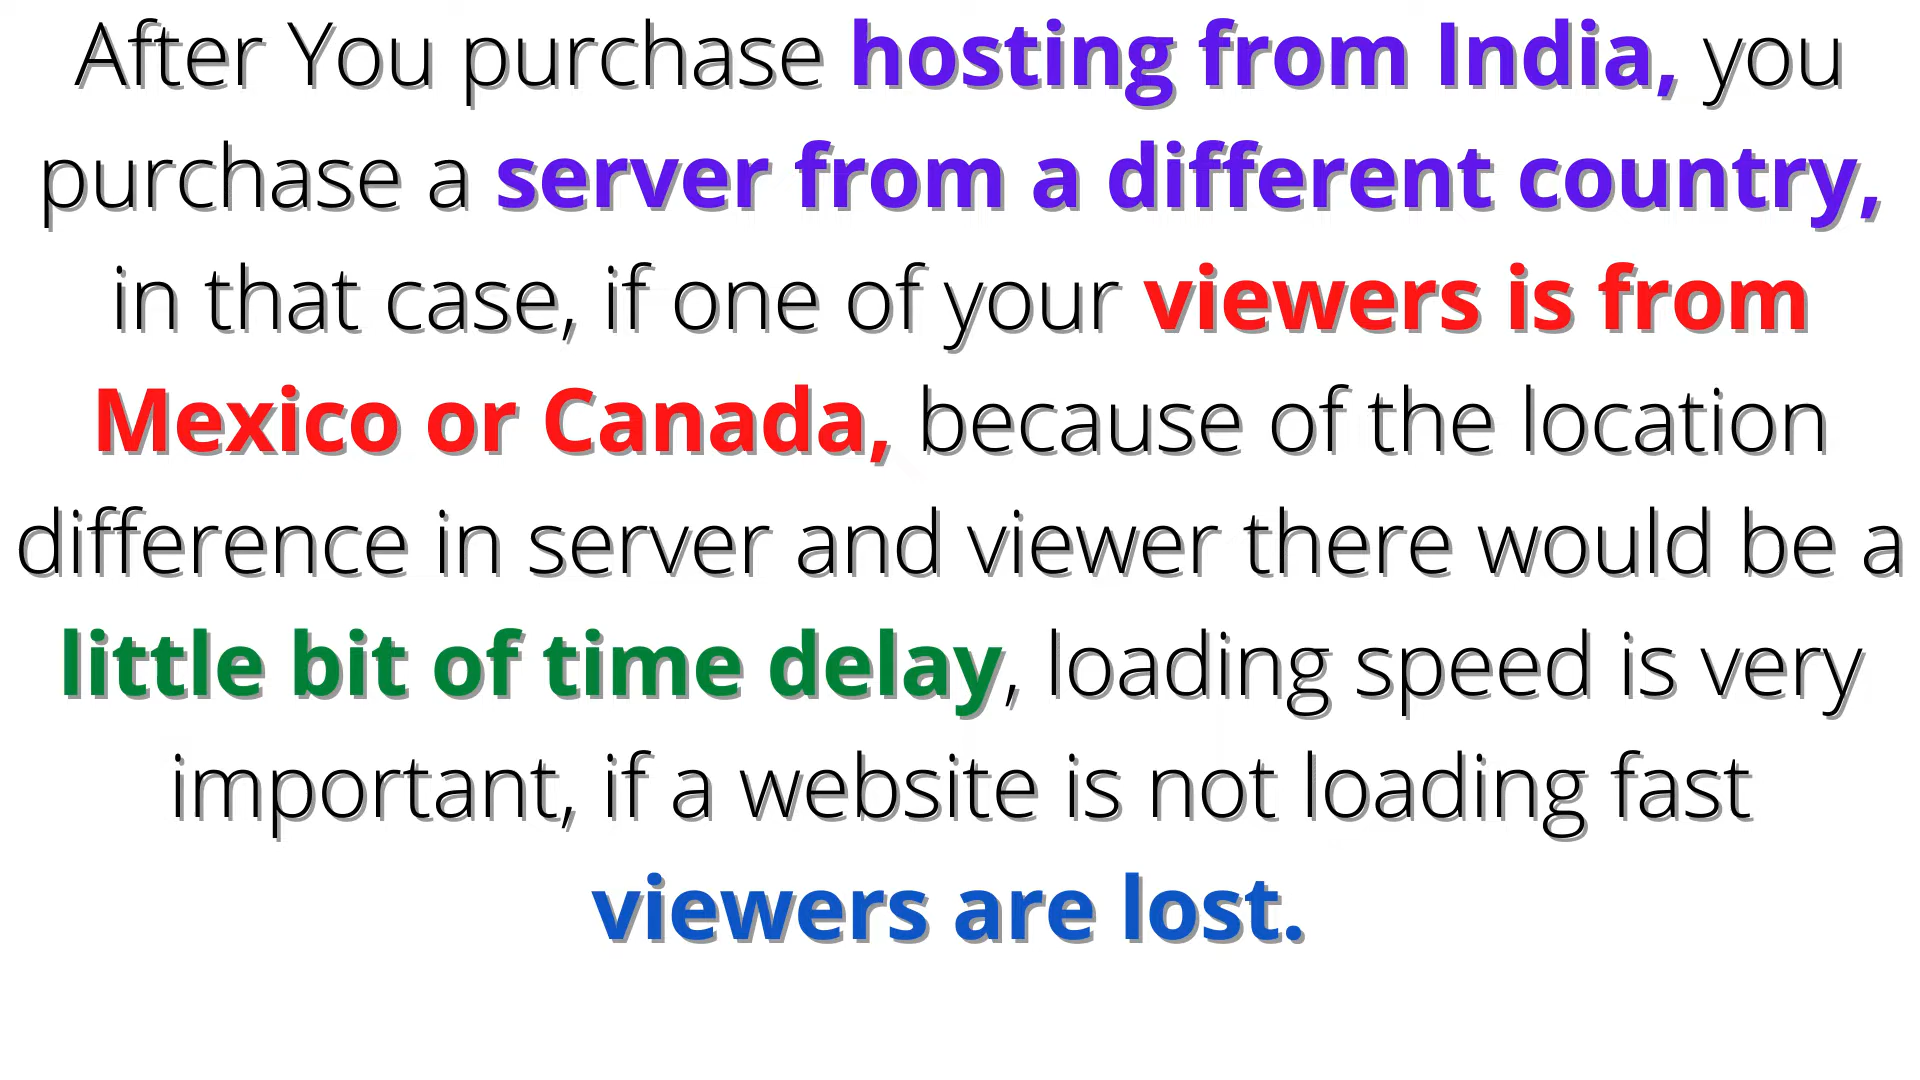 After You purchase hosting from India, you
purchase a server from a different country,
in that case, if one of your viewers is from
Mexico or Canada, because of the location
difference in server and viewer there would be a
little bit of time delay, loading speed is very
important, if a website is not loading fast
viewers are lost.